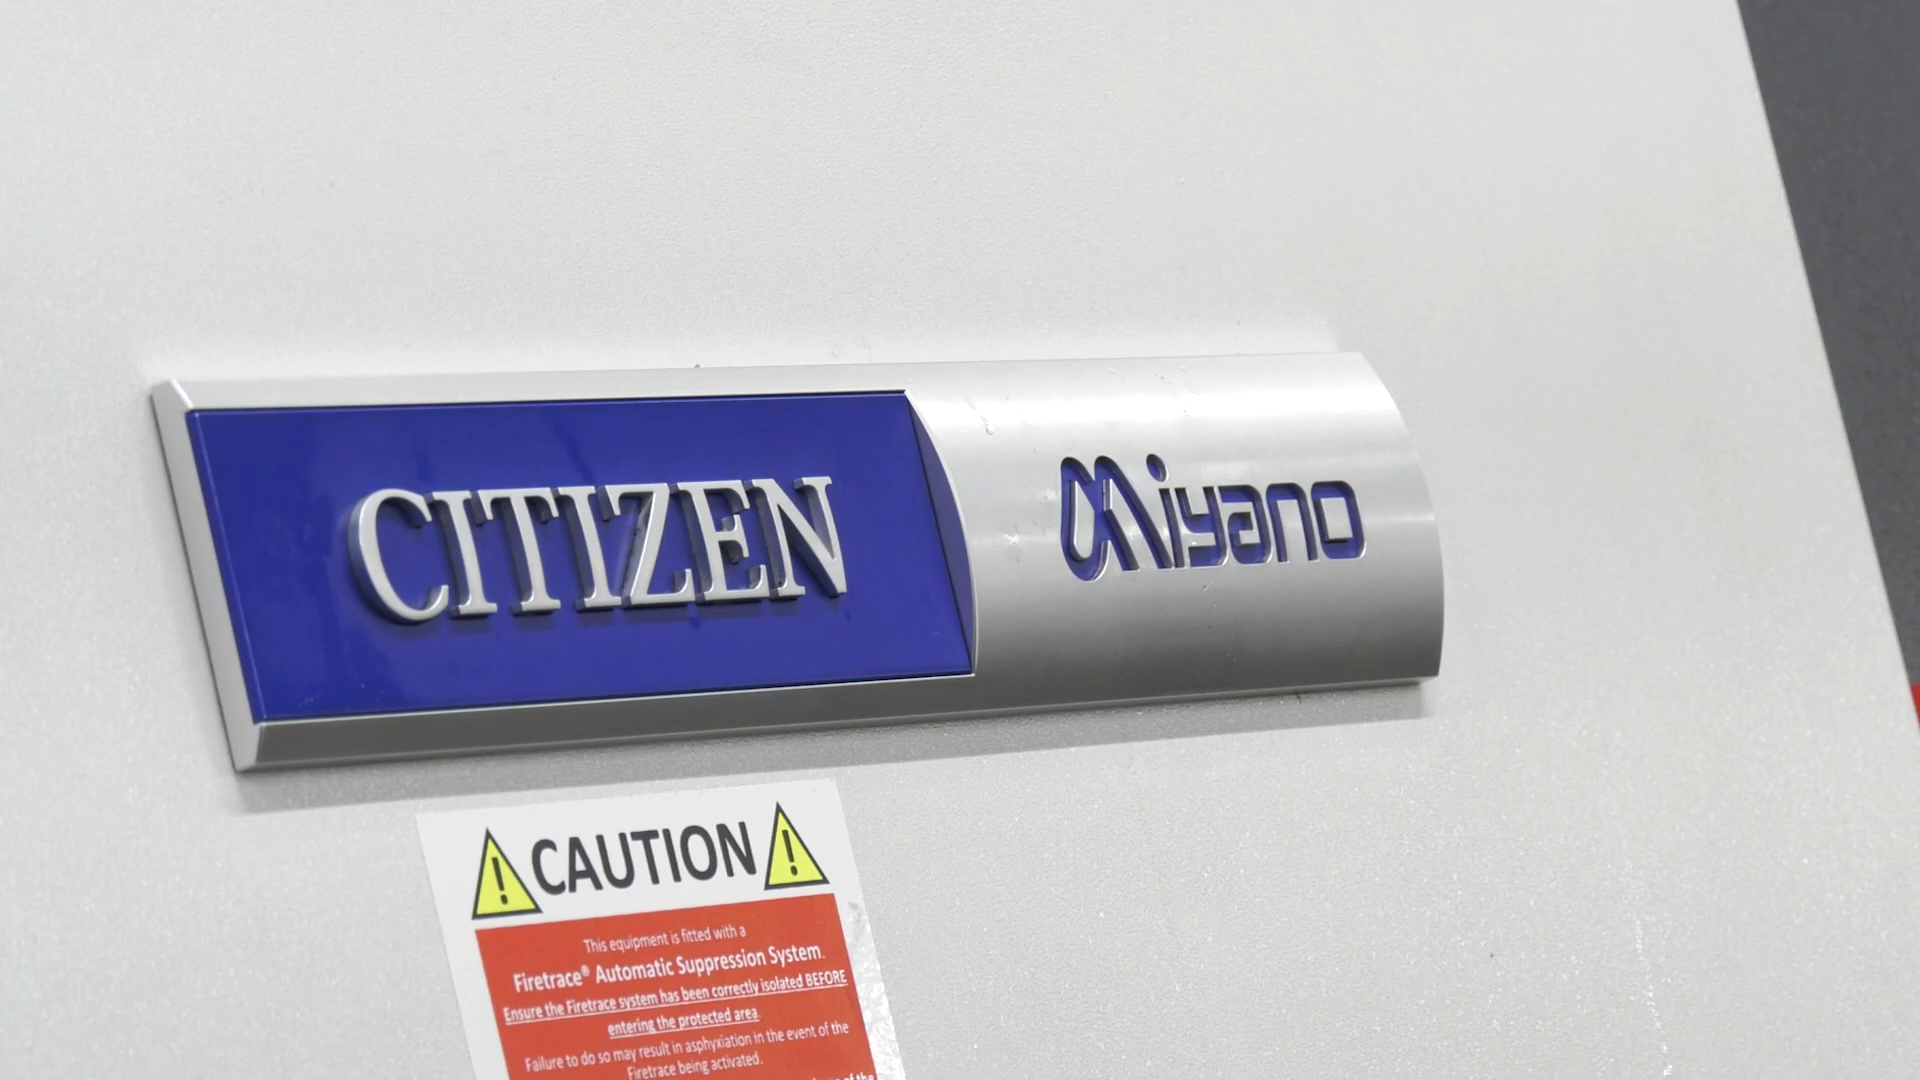 CITIZEN Miyano
CAUTION
This equipment is fitted with a
Firetrace® Automatic Suppression System.
Ensure the Firetrace system has been correctly isolated BEFORE
entering the protected area.
Failure to do so may result in asphyxiation in the event of the
Firetrace being activated.
of the